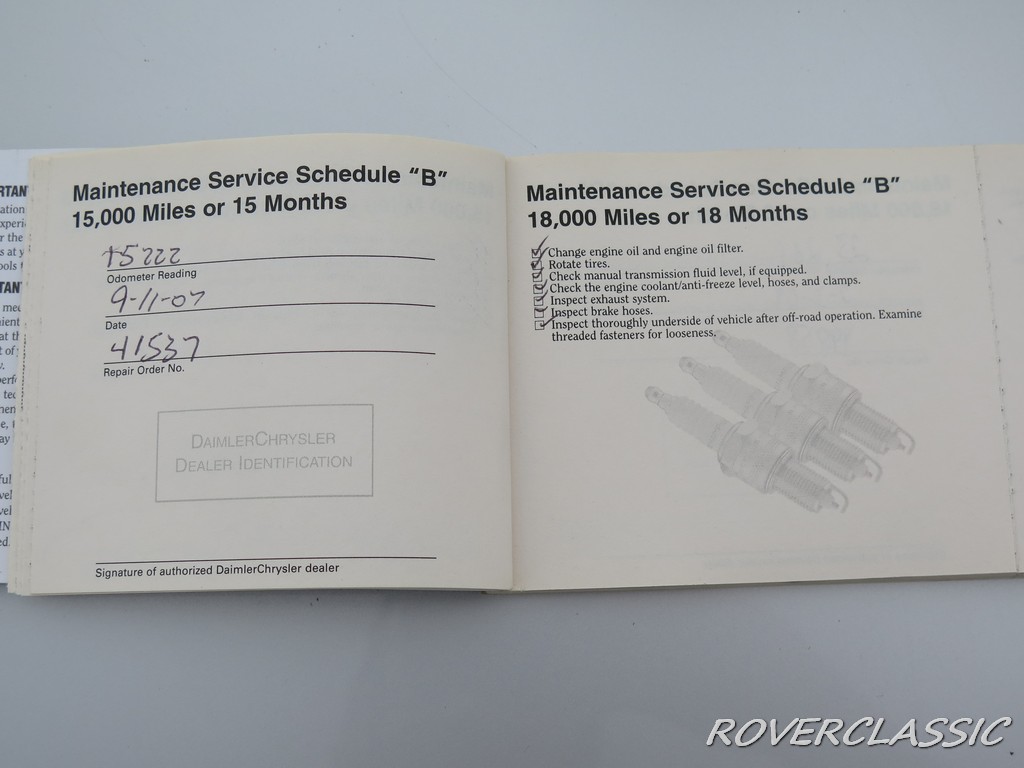 Maintenance Service Schedule “B”
15,000 Miles or 15 Months
15222
Odometer Reading
9-11-07
Date
41537
Repair Order No.
DAIMLERCHRYSLER
DEALER IDENTIFICATION
Signature of authorized DaimlerChrysler dealer
Maintenance Service Schedule “B”
18,000 Miles or 18 Months
Change engine oil and engine oil filter.
Rotate tires.
Check manual transmission fluid level, if equipped.
Check the engine coolant/anti-freeze level, hoses, and clamps.
Inspect exhaust system.
Inspect brake hoses.
Inspect thoroughly underside of vehicle after off-road operation. Examine
threaded fasteners for looseness.
ROVERCLASSIC